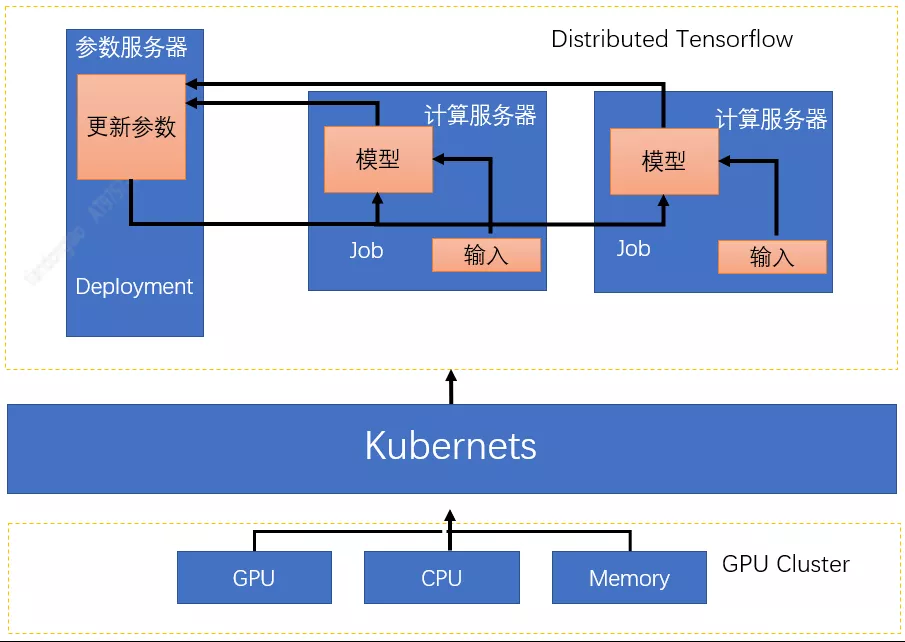 Distributed Tensorflow
参数服务器
更新参数
Deployment
计算服务器
模型
Job
输入
计算服务器
模型
Job
输入
Kubernets
GPU
CPU
Memory
GPU Cluster